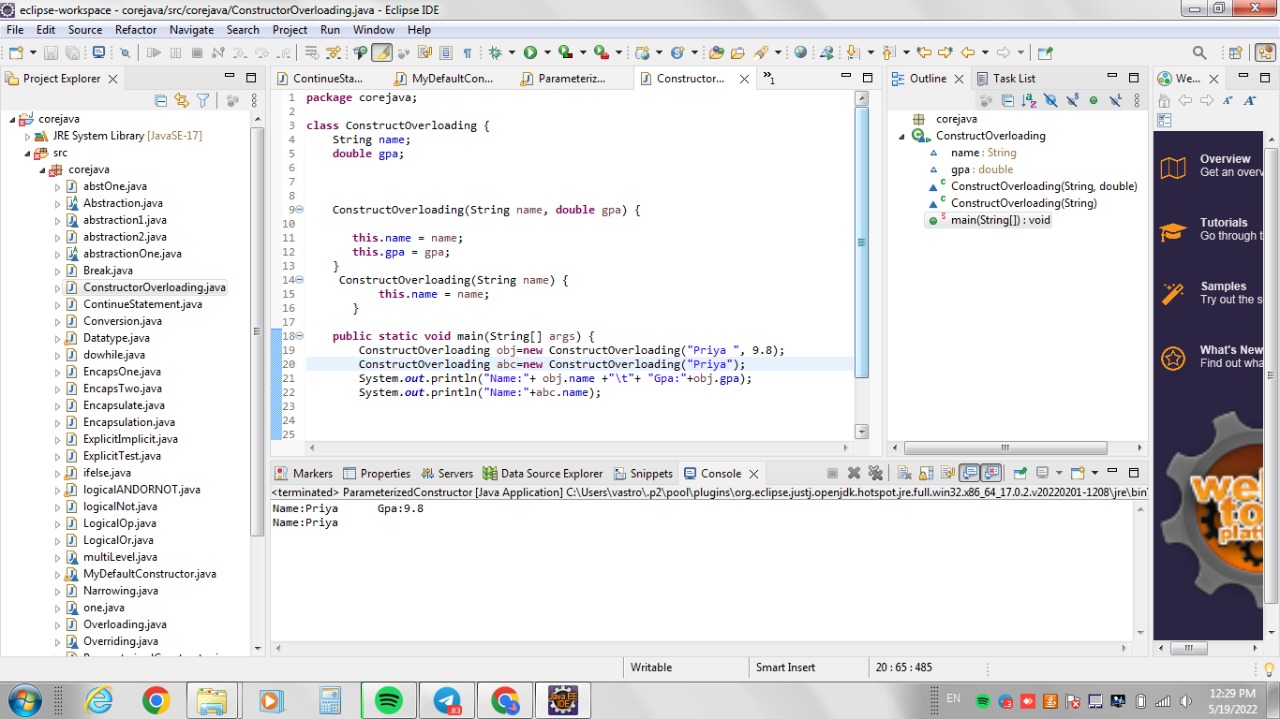 eclipse-workspace - corejava/src/corejava/ConstructorOverloading.java - Eclipse IDE
File Edit Source Refactor Navigate Search Project Run Window Help
Project Explorer
corejava
JRE System Library [JavaSE-17]
src
corejava
abstOne.java
Abstraction.java
abstraction1.java
abstraction2.java
abstractionOne.java
Break.java
ConstructorOverloading.java
ContinueStatement.java
Conversion.java
Datatype.java
dowhile.java
EncapsOne.java
EncapsTwo.java
Encapsulate.java
Encapsulation.java
ExplicitImplicit.java
ExplicitTest.java
ifelse.java
logicalANDORNOT.java
logicalNot.java
LogicalOp.java
LogicalOr.java
multiLevel.java
MyDefaultConstructor.java
Narrowing.java
one.java
Overloading.java
Overriding.java
ContinueSta... MyDefaultCon... Parameteriz... Constructor... »1
1 package corejava;
2
3 class ConstructOverloading {
4 String name;
5 double gpa;
6
7
8
9 ConstructOverloading(String name, double gpa) {
10
11 this.name = name;
12 this.gpa = gpa;
13 }
14 ConstructOverloading(String name) {
15 this.name = name;
16 }
17
18 public static void main(String[] args) {
19 ConstructOverloading obj=new ConstructOverloading("Priya ", 9.8);
20 ConstructOverloading abc=new ConstructOverloading("Priya");
21 System.out.println("Name:"+ obj.name +"\t"+ "Gpa:"+obj.gpa);
22 System.out.println("Name:"+abc.name);
23
24
25
Outline Task List
corejava
ConstructOverloading
name : String
gpa : double
ConstructOverloading(String, double)
ConstructOverloading(String)
main(String[]) : void
We...
Overview
Get an overv
Tutorials
Go through t
Samples
Try out the s
What's New
Find out wha
Markers Properties Servers Data Source Explorer Snippets Console
<terminated> ParameterizedConstructor [Java Application] C:\Users\vastro\.p2\pool\plugins\org.eclipse.justj.openjdk.hotspot.jre.full.win32.x86_64_17.0.2.v20220201-1208\jre\bin\
Name:Priya Gpa:9.8
Name:Priya
Writable Smart Insert 20 : 65 : 485
83
EN
12:29 PM
5/19/2022